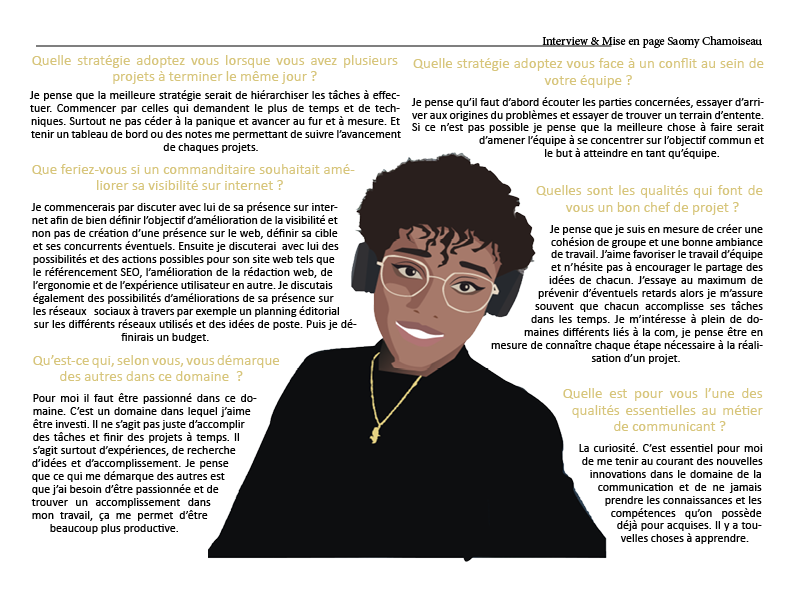 Interview & Mise en page Saomy Chamoiseau
Quelle stratégie adoptez vous lorsque vous avez plusieurs
projets à terminer le même jour ?
Je pense que la meilleure stratégie serait de hiérarchiser les tâches à effec-
tuer. Commencer par celles qui demandent le plus de temps et de tech-
niques. Surtout ne pas céder à la panique et avancer au fur et à mesure. Et
tenir un tableau de bord ou des notes me permettant de suivre l'avancement
de chaques projets.
Que feriez-vous si un commanditaire souhaitait amé-
liorer sa visibilité sur internet ?
Je commencerais par discuter avec lui de sa présence sur inter-
net afin de bien définir l'objectif d'amélioration de la visibilité et
non pas de création d'une présence sur le web, définir sa cible
et ses concurrents éventuels. Ensuite je discuterai avec lui des
possibilités et des actions possibles pour son site web tels que
le référencement SEO, l'amélioration de la rédaction web, de
l'ergonomie et de l'expérience utilisateur en autre. Je discutais
également des possibilités d'améliorations de sa présence sur
les réseaux sociaux à travers par exemple un planning éditorial
sur les différents réseaux utilisés et des idées de poste. Puis je dé-
finirais un budget.
Qu'est-ce qui, selon vous, vous démarque
des autres dans ce domaine ?
Pour moi il faut être passionné dans ce do-
maine. C'est un domaine dans lequel j'aime
être investi. Il ne s'agit pas juste d'accomplir
des tâches et finir des projets à temps. Il
s'agit surtout d'expériences, de recherche
d'idées et d'accomplissement. Je pense
que ce qui me démarque des autres est
que j'ai besoin d'être passionnée et de
trouver un accomplissement dans
mon travail, ça me permet d'être
beaucoup plus productive.
Quelle stratégie adoptez vous face à un conflit au sein de
votre équipe ?
Je pense qu'il faut d'abord écouter les parties concernées, essayer d'arri-
ver aux origines du problèmes et essayer de trouver un terrain d'entente.
Si ce n'est pas possible je pense que la meilleure chose à faire serait
d'amener l'équipe à se concentrer sur l'objectif commun et
le but à atteindre en tant qu'équipe.
Quelles sont les qualités qui font de
vous un bon chef de projet ?
Je pense que je suis en mesure de créer une
cohésion de groupe et une bonne ambiance
de travail. J'aime favoriser le travail d'équipe
et n'hésite pas à encourager le partage des
idées de chacun. J'essaye au maximum de
prévenir d'éventuels retards alors je m'assure
souvent que chacun accomplisse ses tâches
dans les temps. Je m'intéresse à plein de do-
maines différents liés à la com, je pense être en
mesure de connaître chaque étape nécessaire à la réali-
sation d'un projet.
Quelle est pour vous l'une des
qualités essentielles au métier
de communicant ?
La curiosité. C'est essentiel pour moi
de me tenir au courant des nouvelles
innovations dans le domaine de la
communication et de ne jamais
prendre les connaissances et les
compétences qu'on possède
déjà pour acquises. Il y a tou-
velles choses à apprendre.